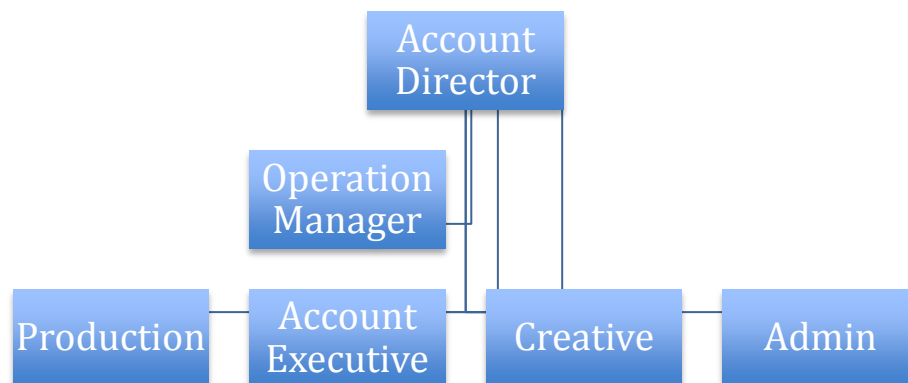 Account
Director
Operation
Manager
Production
Account
Executive
Creative
Admin